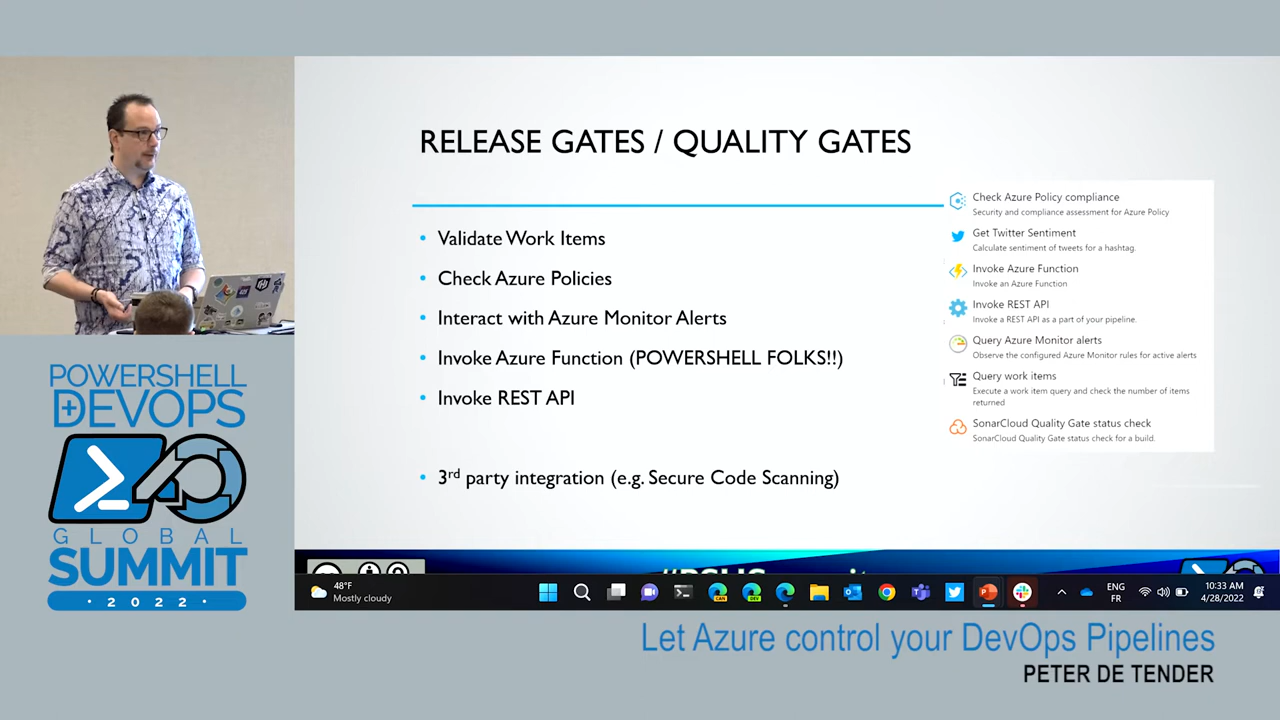 RELEASE GATES / QUALITY GATES
• Validate Work Items
• Check Azure Policies
• Interact with Azure Monitor Alerts
• Invoke Azure Function (POWERSHELL FOLKS!!)
• Invoke REST API
• 3rd party integration (e.g. Secure Code Scanning)
Check Azure Policy compliance
Security and compliance assessment for Azure Policy
Get Twitter Sentiment
Calculate sentiment of tweets for a hashtag.
Invoke Azure Function
Invoke an Azure Function
Invoke REST API
Invoke a REST API as a part of your pipeline.
Query Azure Monitor alerts
Observe the configured Azure Monitor rules for active alerts
Query work items
Execute a work item query and check the number of items
returned
SonarCloud Quality Gate status check
SonarCloud Quality Gate status check for a build.
POWERSHELL
+ DEVOPS
GLOBAL
SUMMIT
· 2022 ·
48°F
Mostly cloudy
CAN
DEV
ENG
FR
10:33 AM
4/28/2022
Let Azure control your DevOps Pipelines
PETER DE TENDER